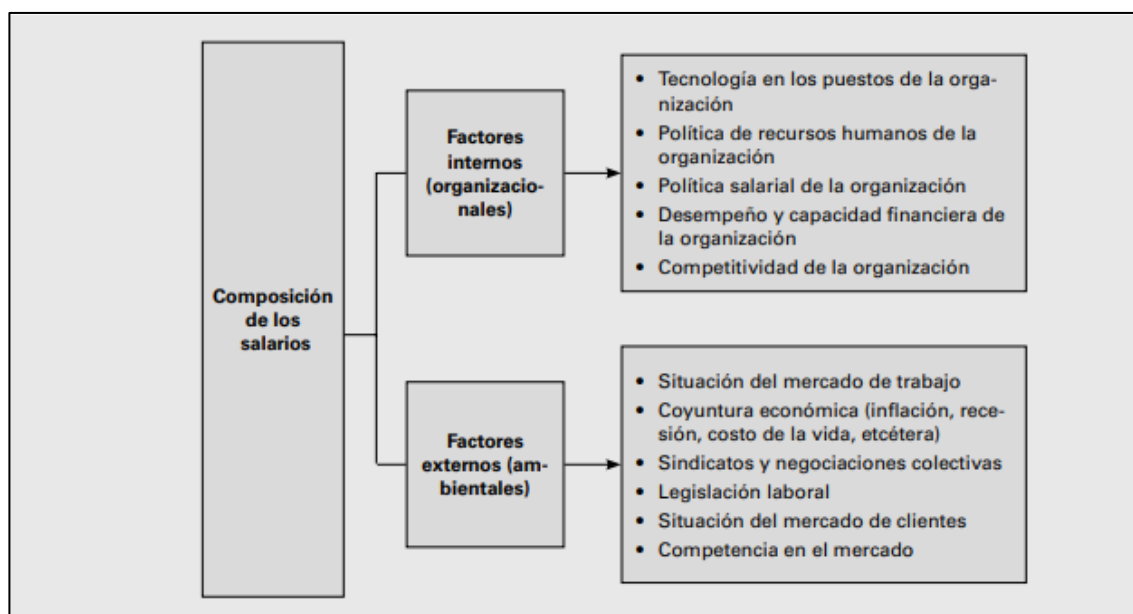 Composición
de los
salarios
Factores
internos
(organizacio-
nales)
• Tecnología en los puestos de la orga-
nización
• Política de recursos humanos de la
organización
• Política salarial de la organización
• Desempeño y capacidad financiera de
la organización
• Competitividad de la organización
Factores
externos (am-
bientales)
• Situación del mercado de trabajo
• Coyuntura económica (inflación, rece-
sión, costo de la vida, etcétera)
• Sindicatos y negociaciones colectivas
• Legislación laboral
• Situación del mercado de clientes
• Competencia en el mercado